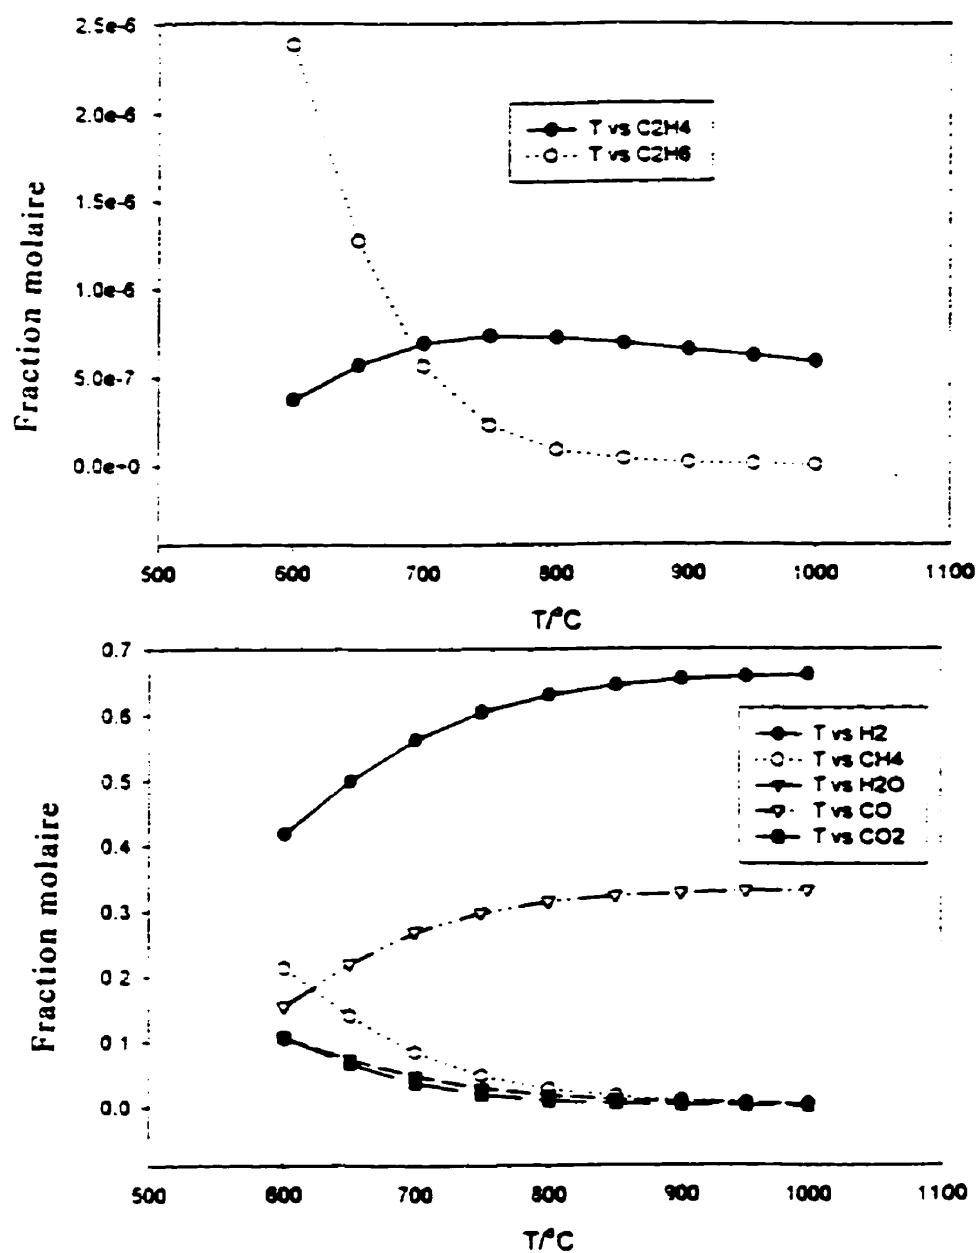 2.5e-6
2.0e-6
1.5e-6
1.0e-6
5.0e-7
0.0e+0
Fraction molaire
T vs C2H4
T vs C2H6
500 600 700 800 900 1000 1100
T/°C
0.7
0.6
0.5
0.4
0.3
0.2
0.1
0.0
Fraction molaire
T vs H2
T vs CH4
T vs H2O
T vs CO
T vs CO2
500 600 700 800 900 1000 1100
T/°C